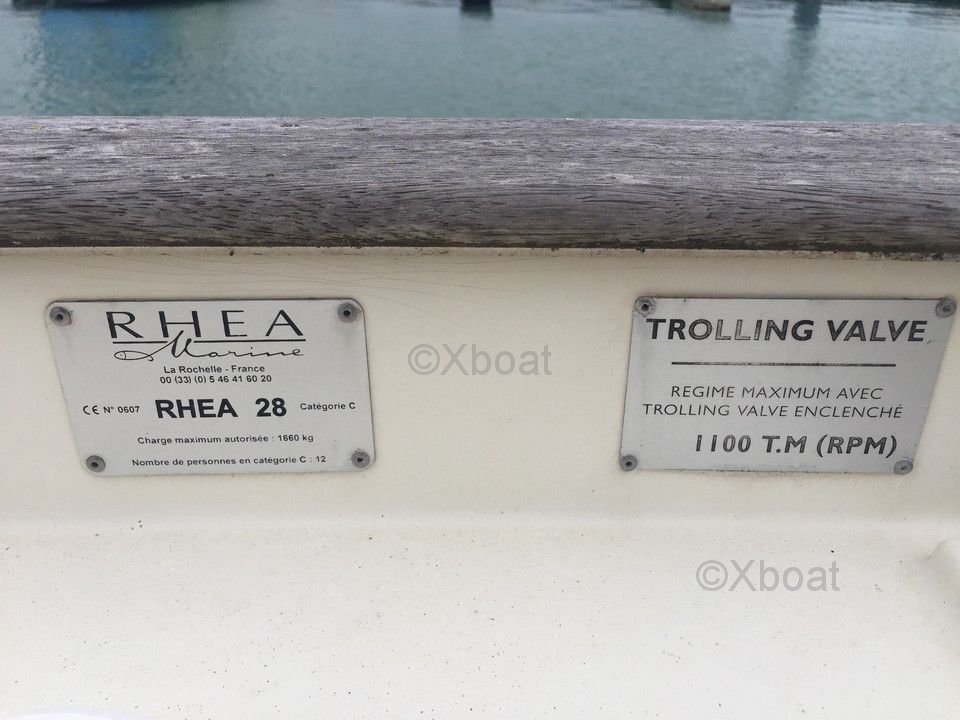 RHEA
Marine
La Rochelle - France
00 (33) (0) 5 46 41 60 20
CE N° 0607 RHEA 28 Catégorie C
Charge maximum autorisée : 1660 kg
Nombre de personnes en catégorie C : 12
TROLLING VALVE
REGIME MAXIMUM AVEC
TROLLING VALVE ENCLENCHÉ
1100 T.M (RPM)
©Xboat
©Xboat